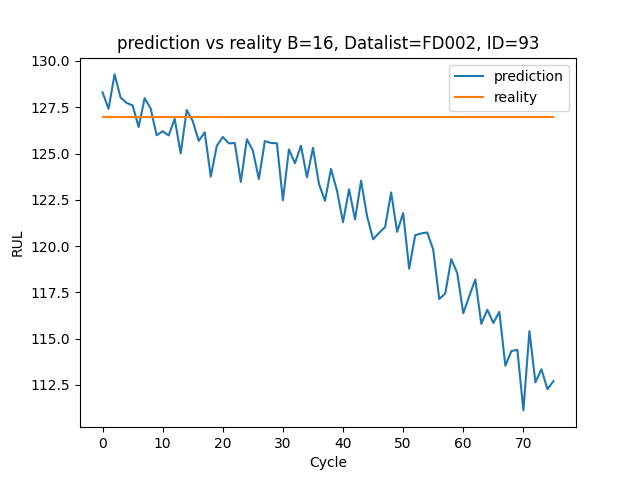 prediction vs reality B=16, Datalist=FD002, ID=93
130.0
127.5
125.0
122.5
120.0
117.5
115.0
112.5
RUL
prediction
reality
0 10 20 30 40 50 60 70
Cycle